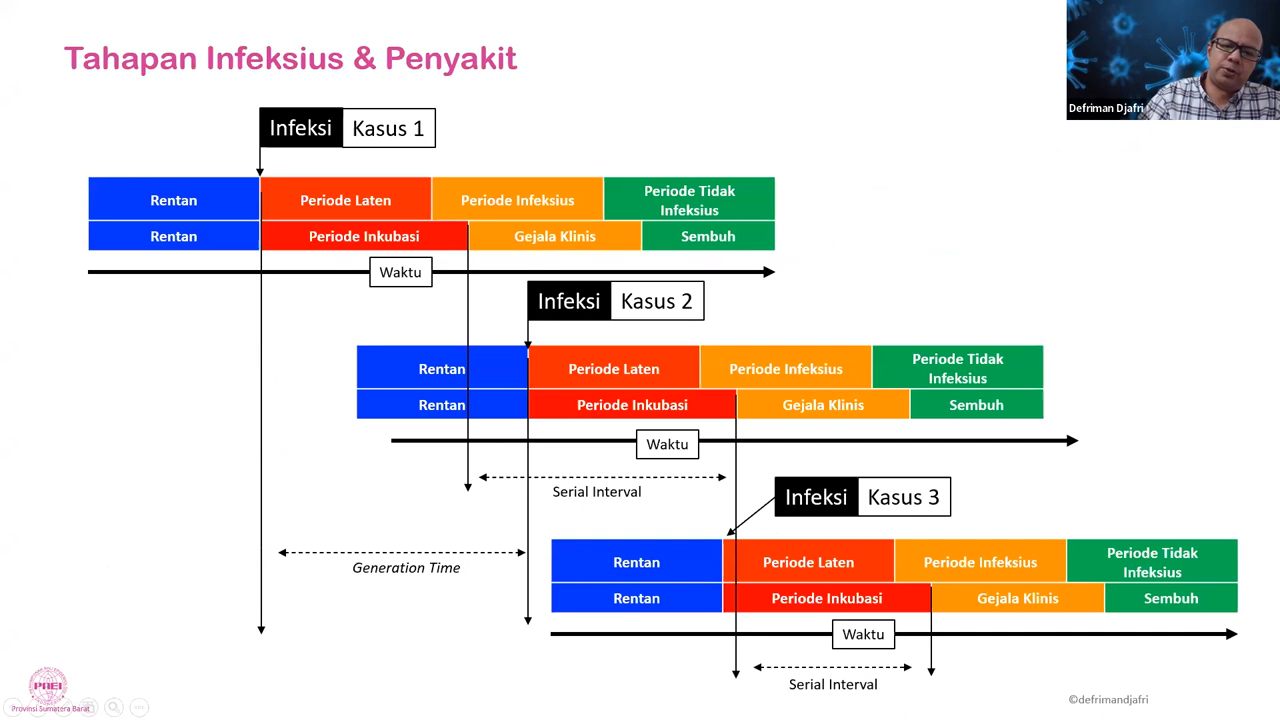 Tahapan Infeksius & Penyakit
Defriman Djafri
Infeksi Kasus 1
Rentan Periode Laten Periode Infeksius Periode Tidak
Infeksius
Rentan Periode Inkubasi Gejala Klinis Sembuh
Waktu
Infeksi Kasus 2
Rentan Periode Laten Periode Infeksius Periode Tidak
Infeksius
Rentan Periode Inkubasi Gejala Klinis Sembuh
Waktu
Serial Interval
Infeksi Kasus 3
Generation Time
Rentan Periode Laten Periode Infeksius Periode Tidak
Infeksius
Rentan Periode Inkubasi Gejala Klinis Sembuh
Waktu
Serial Interval
PAEI
Provinsi Sumatera Barat
©defrimandjafri